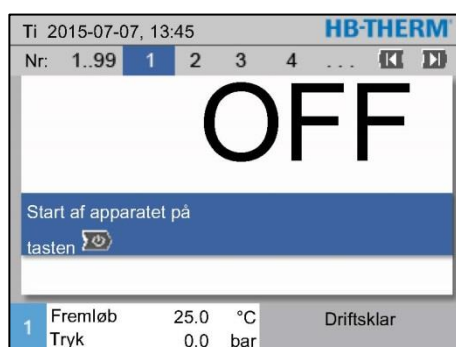 Ti 2015-07-07, 13:45 HB-THERM®
Nr: 1..99 1 2 3 4 ...
OFF
Start af apparatet på
tasten
1 Fremløb 25.0 °C Driftsklar
Tryk 0.0 bar